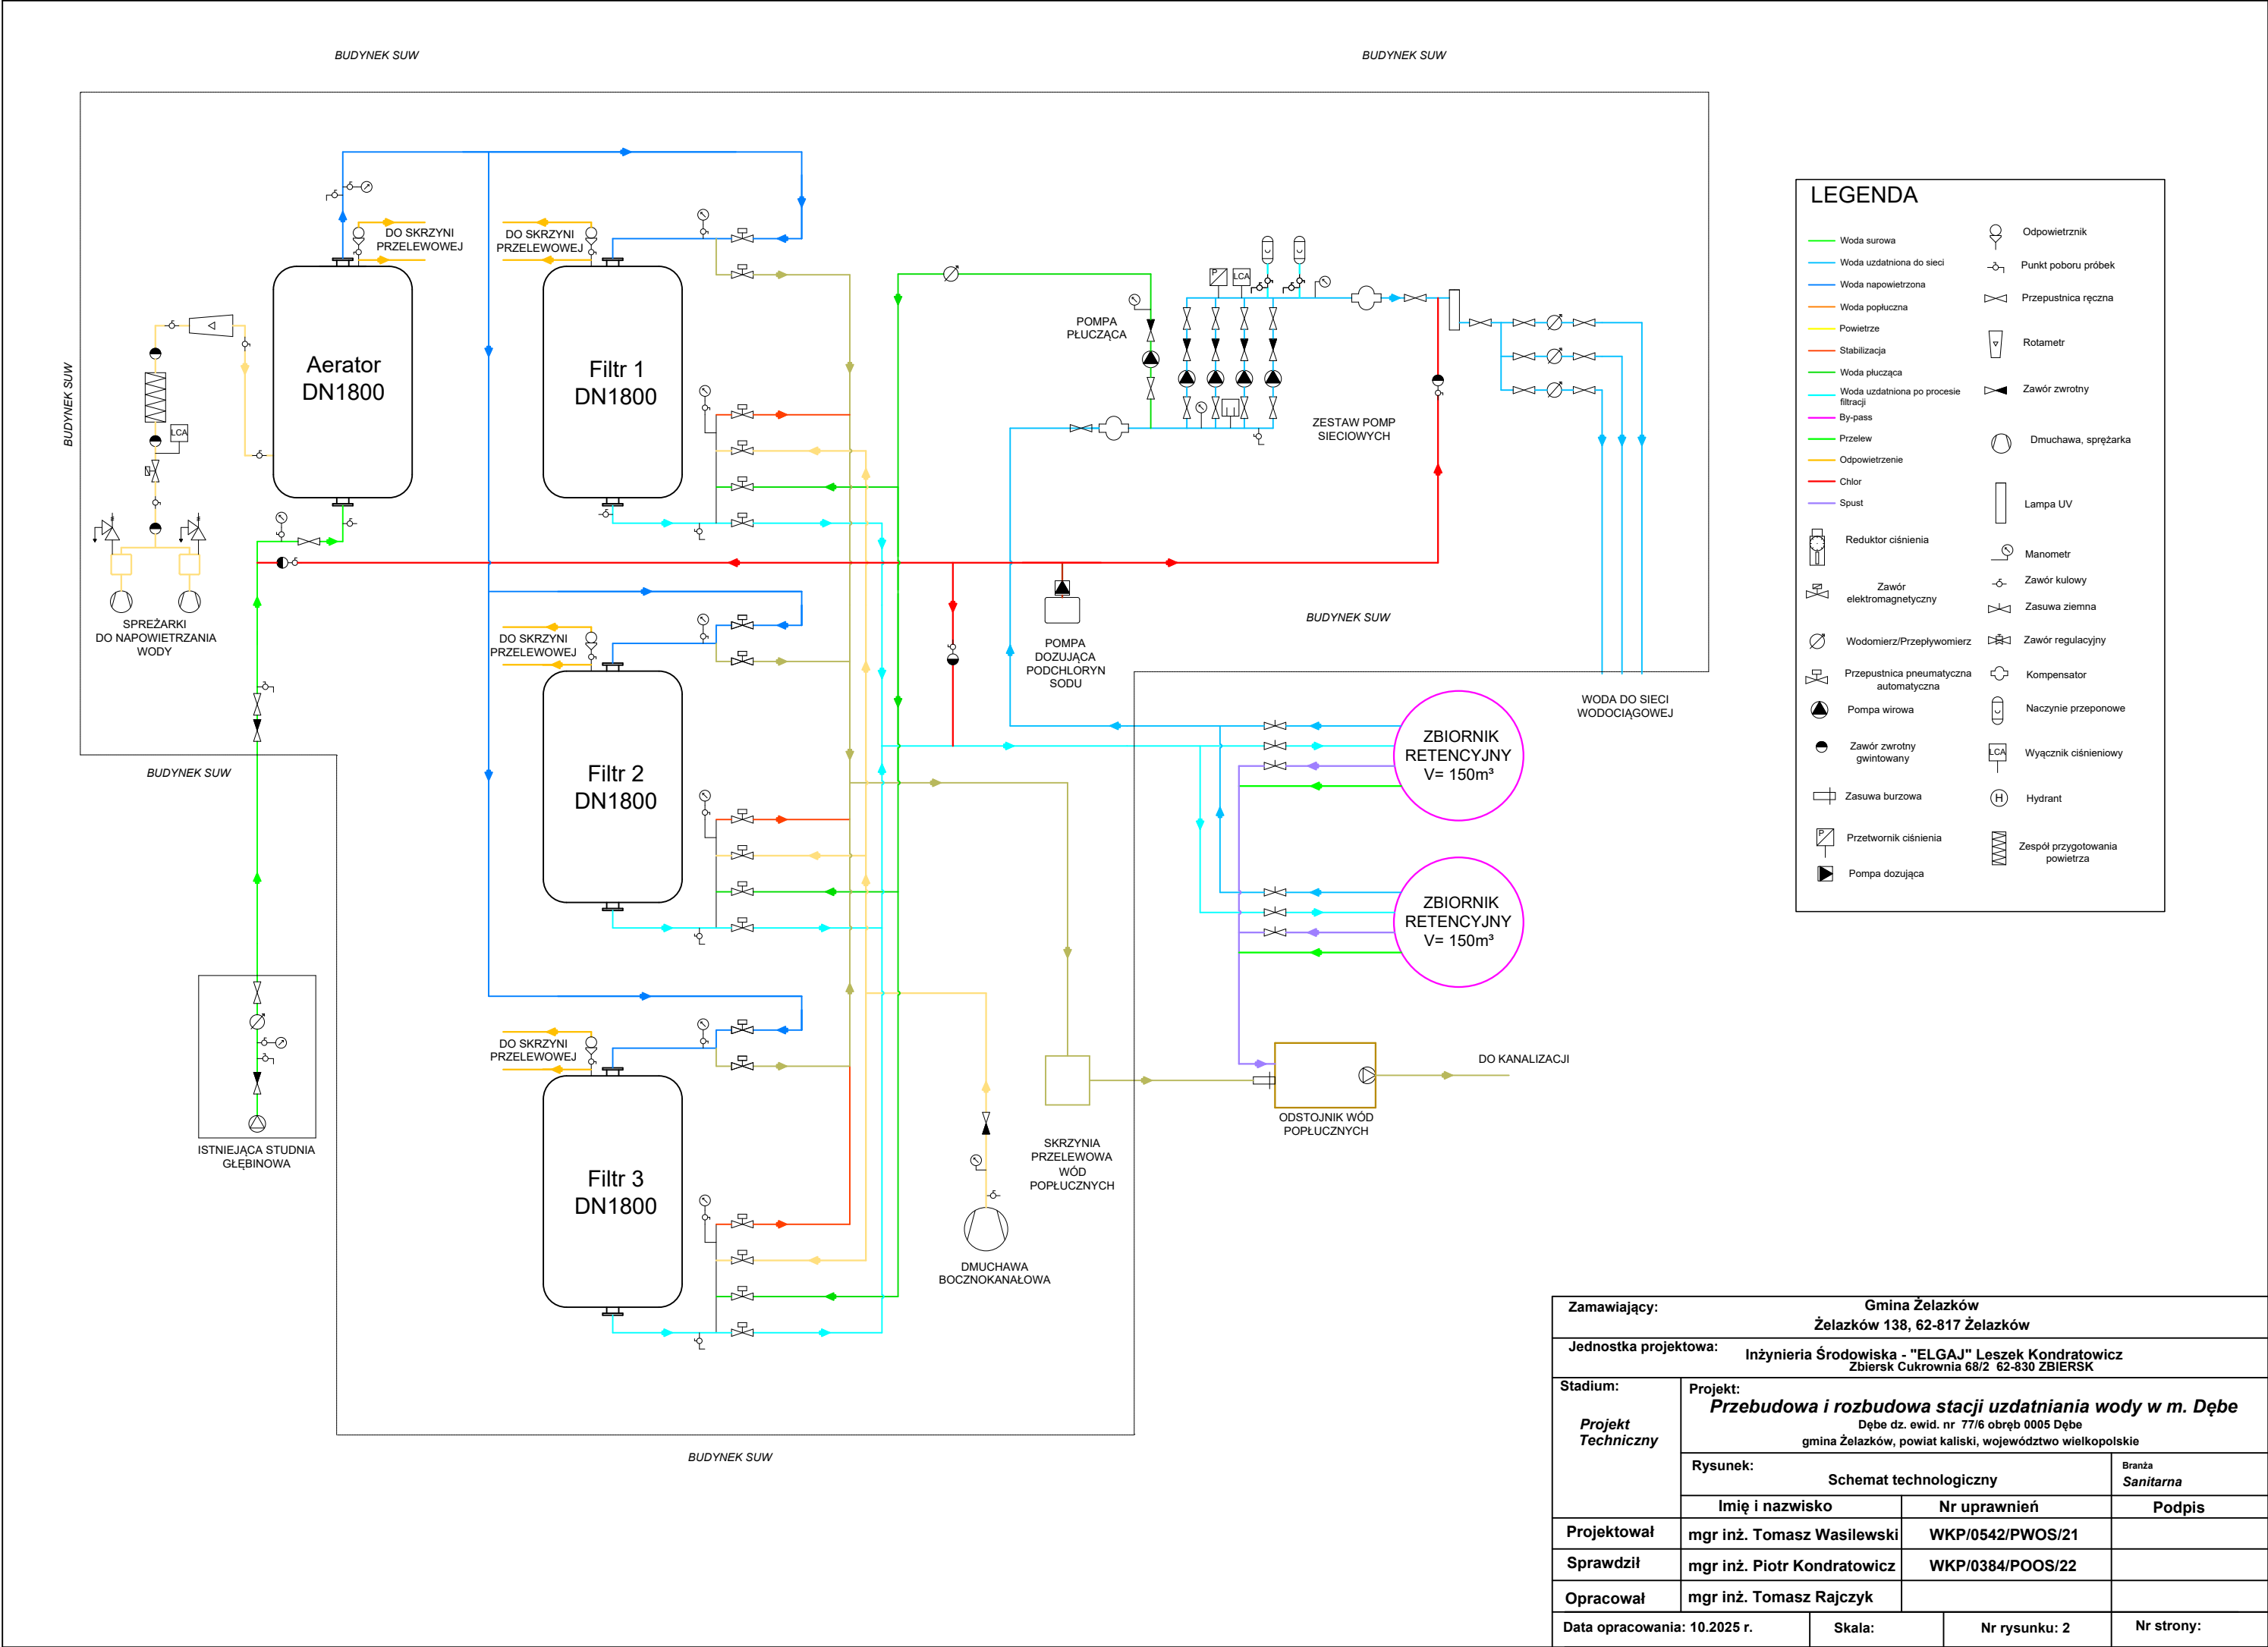 BUDYNEK SUW
BUDYNEK SUW
BUDYNEK SUW
DO SKRZYNI
PRZELEWOWEJ
DO SKRZYNI
PRZELEWOWEJ
Aerator
DN1800
Filtr 1
DN1800
LCA
SPREŻARKI
DO NAPOWIETRZANIA
WODY
POMPA
PŁUCZĄCA
P
LCA
ZESTAW POMP
SIECIOWYCH
BUDYNEK SUW
POMPA
DOZUJĄCA
PODCHLORYN
SODU
WODA DO SIECI
WODOCIĄGOWEJ
DO SKRZYNI
PRZELEWOWEJ
Filtr 2
DN1800
BUDYNEK SUW
ZBIORNIK
RETENCYJNY
V= 150m³
ZBIORNIK
RETENCYJNY
V= 150m³
DO SKRZYNI
PRZELEWOWEJ
Filtr 3
DN1800
ISTNIEJĄCA STUDNIA
GŁĘBINOWA
DMUCHAWA
BOCZNOKANAŁOWA
SKRZYNIA
PRZELEWOWA
WÓD
POPŁUCZNYCH
ODSTOJNIK WÓD
POPŁUCZNYCH
DO KANALIZACJI
BUDYNEK SUW
LEGENDA
Woda surowa
Woda uzdatniona do sieci
Woda napowietrzona
Woda popłuczna
Powietrze
Stabilizacja
Woda płucząca
Woda uzdatniona po procesie
filtracji
By-pass
Przelew
Odpowietrzenie
Chlor
Spust
Reduktor ciśnienia
Zawór
elektromagnetyczny
Wodomierz/Przepływomierz
Przepustnica pneumatyczna
automatyczna
Pompa wirowa
Zawór zwrotny
gwintowany
Zasuwa burzowa
P
Przetwornik ciśnienia
Pompa dozująca
Odpowietrznik
Punkt poboru próbek
Przepustnica ręczna
Rotametr
Zawór zwrotny
Dmuchawa, sprężarka
Lampa UV
Manometr
Zawór kulowy
Zasuwa ziemna
Zawór regulacyjny
Kompensator
Naczynie przeponowe
LCA
Wyącznik ciśnieniowy
H
Hydrant
Zespół przygotowania
powietrza
Zamawiający:
Gmina Żelazków
Żelazków 138, 62-817 Żelazków
Jednostka projektowa:
Inżynieria Środowiska - "ELGAJ" Leszek Kondratowicz
Zbiersk Cukrownia 68/2 62-830 ZBIERSK
Stadium:
Projekt
Techniczny
Projekt:
Przebudowa i rozbudowa stacji uzdatniania wody w m. Dębe
Dębe dz. ewid. nr 77/6 obręb 0005 Dębe
gmina Żelazków, powiat kaliski, województwo wielkopolskie
Rysunek:
Schemat technologiczny
Branża
Sanitarna
Imię i nazwisko
Nr uprawnień
Podpis
Projektował
mgr inż. Tomasz Wasilewski
WKP/0542/PWOS/21
Sprawdził
mgr inż. Piotr Kondratowicz
WKP/0384/POOS/22
Opracował
mgr inż. Tomasz Rajczyk
Data opracowania: 10.2025 r.
Skala:
Nr rysunku: 2
Nr strony: